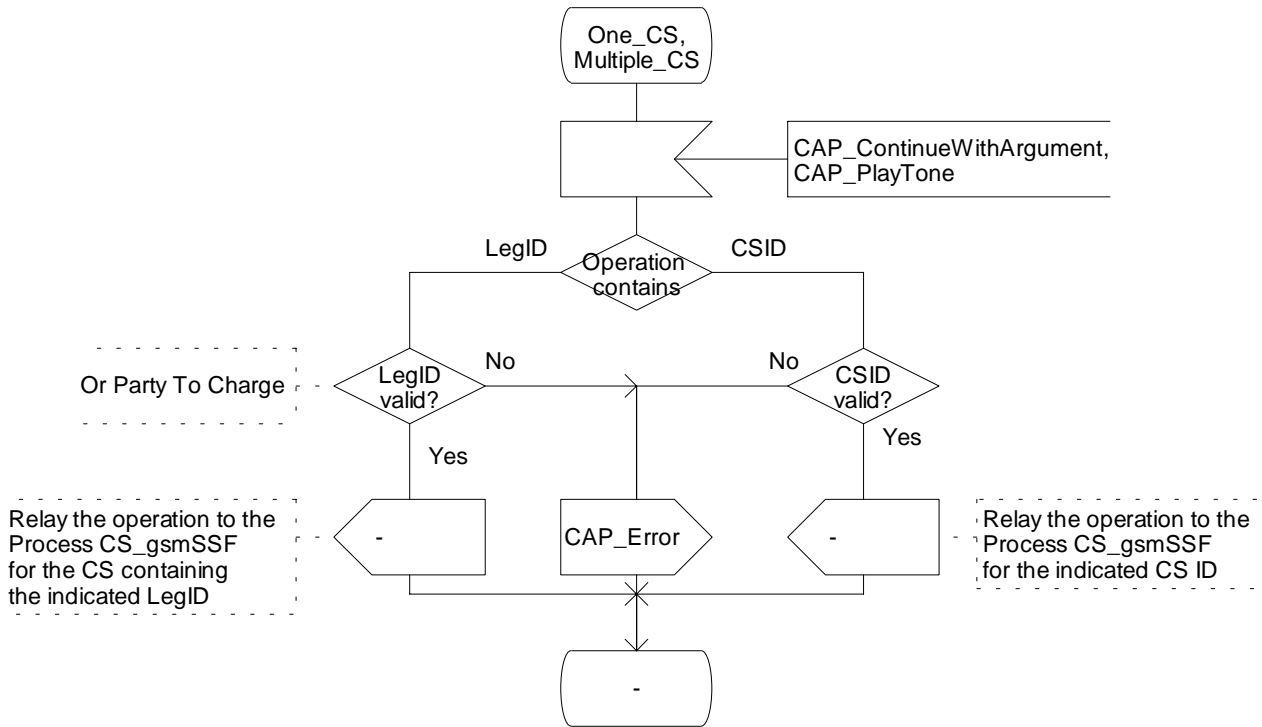 One_CS,
Multiple_CS
CAP_ContinueWithArgument,
CAP_PlayTone
LegID
Operation
contains
CSID
Or Party To Charge
LegID
valid?
No
No
CSID
valid?
Yes
Yes
Relay the operation to the
Process CS_gsmSSF
for the CS containing
the indicated LegID
-
CAP_Error
-
Relay the operation to the
Process CS_gsmSSF
for the indicated CS ID
-